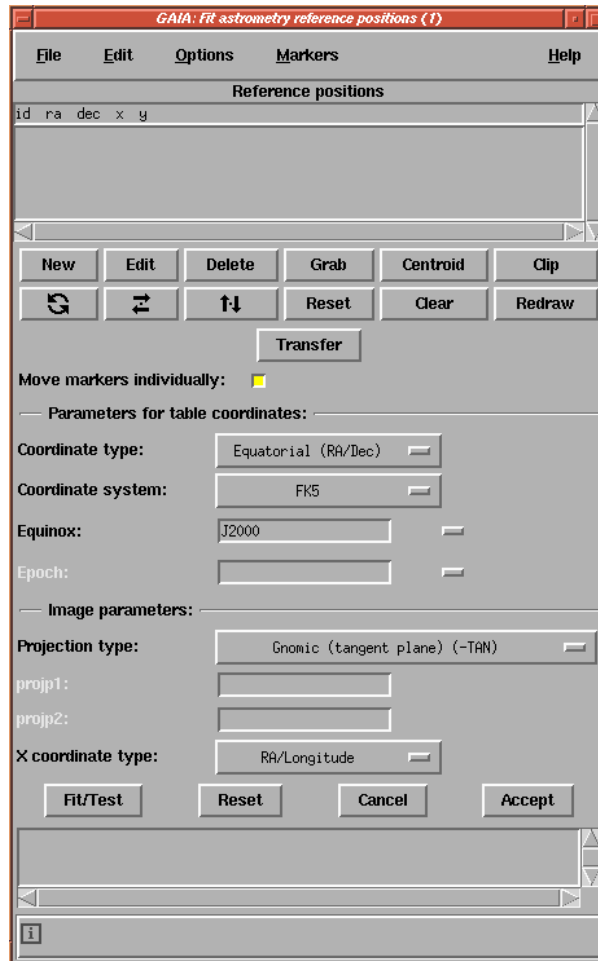 GAIA: Fit astrometry reference positions (1)
File Edit Options Markers Help
Reference positions
id ra dec x y
New Edit Delete Grab Centroid Clip
Reset Clear Redraw
Transfer
Move markers individually:
Parameters for table coordinates:
Coordinate type: Equatorial (RA/Dec)
Coordinate system: FK5
Equinox: J2000
Epoch:
Image parameters:
Projection type: Gnomic (tangent plane) (-TAN)
projp1:
projp2:
X coordinate type: RA/Longitude
Fit/Test Reset Cancel Accept